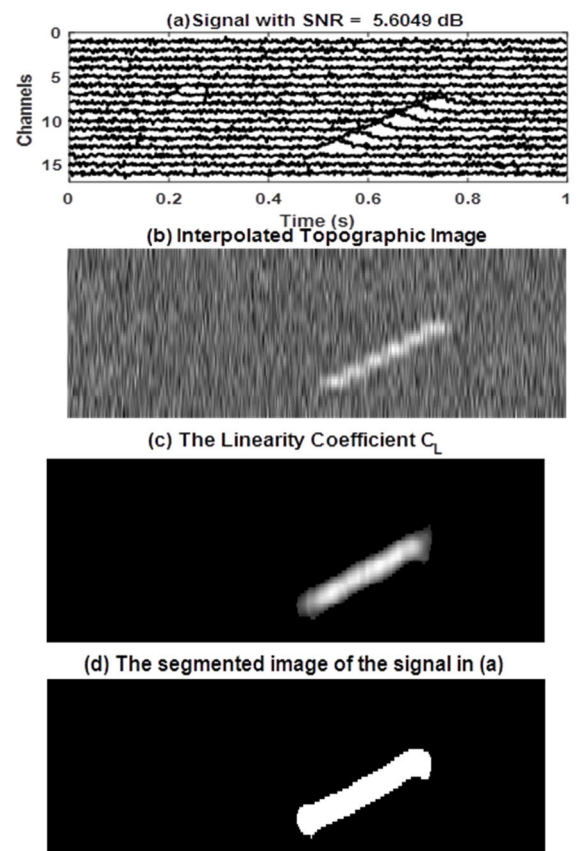 (a)Signal with SNR = 5.6049 dB
0
5
10
15
Channels
0 0.2 0.4 0.6 0.8 1
Time (s)
(b) Interpolated Topographic Image
(c) The Linearity Coefficient C_L
(d) The segmented image of the signal in (a)